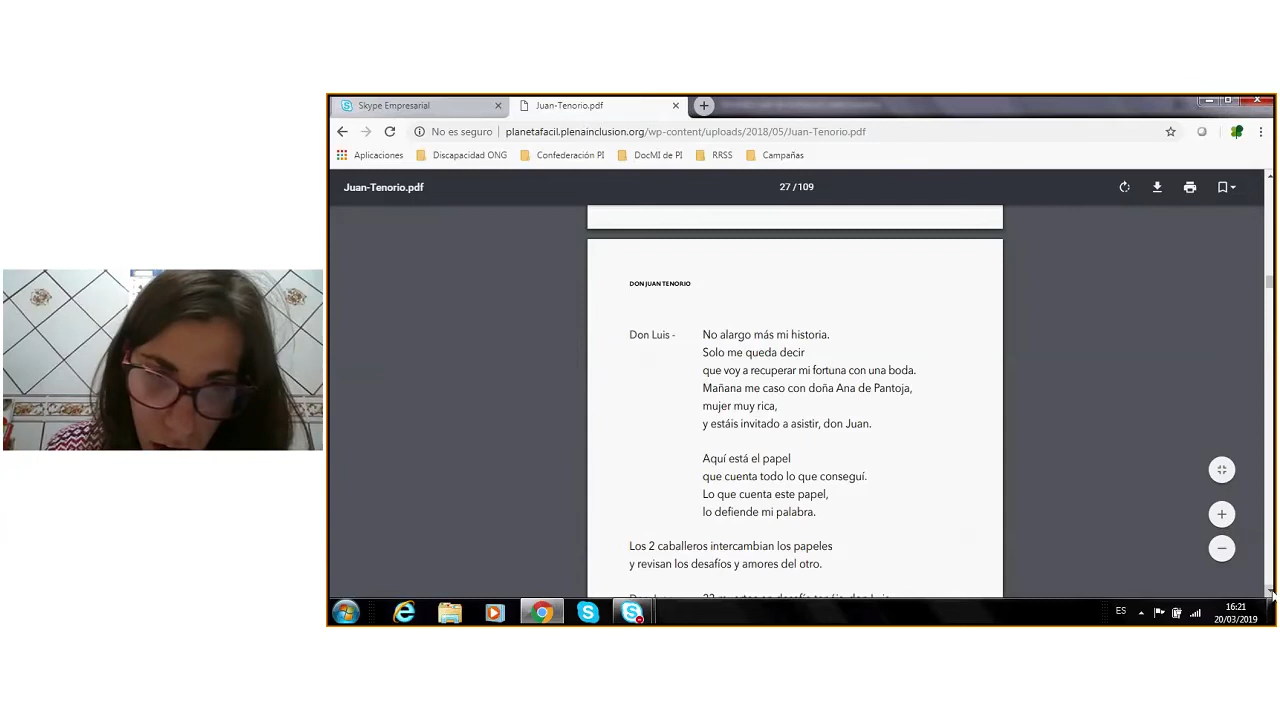 Skype Empresarial
Juan-Tenorio.pdf
No es seguro
planetafacil.plenainclusion.org/wp-content/uploads/2018/05/Juan-Tenorio.pdf
Aplicaciones
Discapacidad ONG
Confederación PI
DocMI de PI
RRSS
Campañas
Juan-Tenorio.pdf
27 / 109
DON JUAN TENORIO
Don Luis - No alargo más mi historia.
Solo me queda decir
que voy a recuperar mi fortuna con una boda.
Mañana me caso con doña Ana de Pantoja,
mujer muy rica,
y estáis invitado a asistir, don Juan.
Aquí está el papel
que cuenta todo lo que conseguí.
Lo que cuenta este papel,
lo defiende mi palabra.
Los 2 caballeros intercambian los papeles
y revisan los desafíos y amores del otro.
ES
16:21
20/03/2019